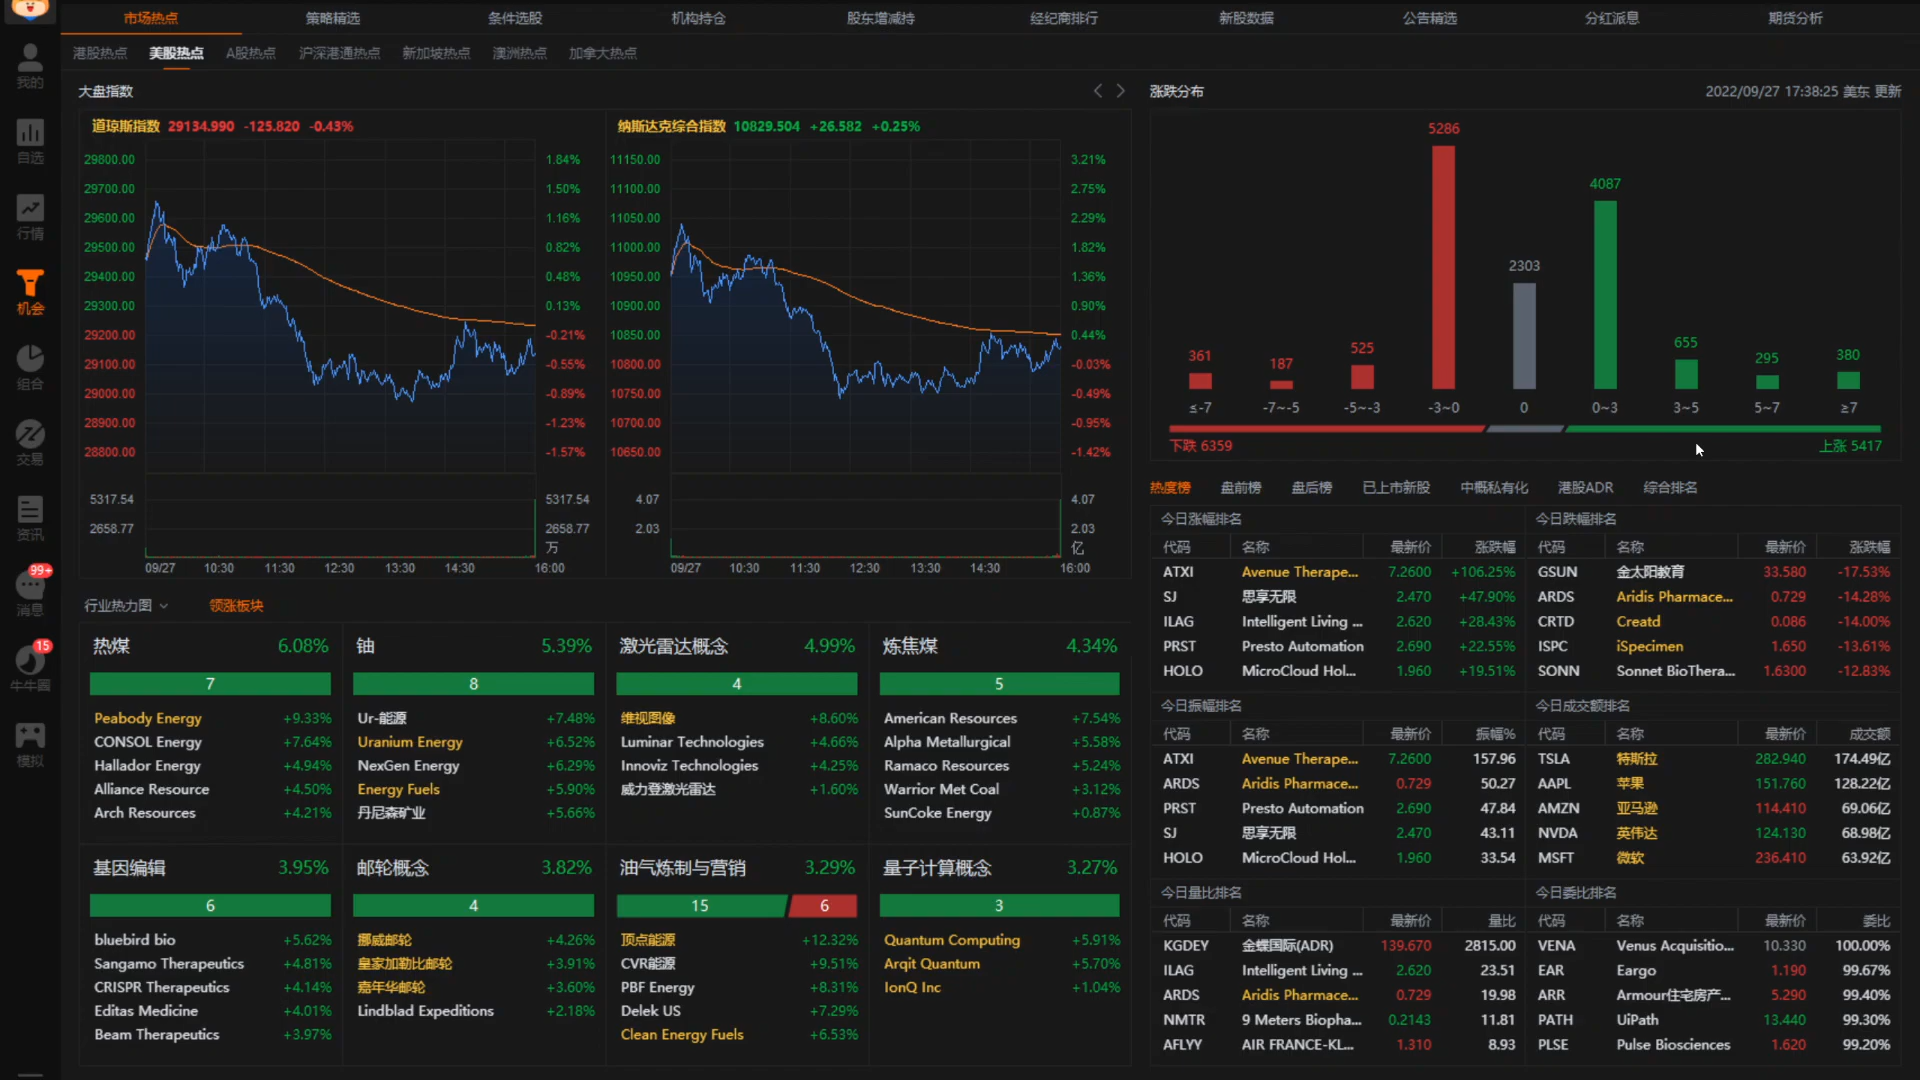 市场热点 策略精选 条件选股 机构持仓 股东增减持 经纪商排行 新股数据 公告精选 分红派息 期货分析
港股热点 美股热点 A股热点 沪深港通热点 新加坡热点 澳洲热点 加拿大热点
我的
自选
行情
机会
组合
交易
资讯
99+
消息
15
牛牛圈
模拟
大盘指数
道琼斯指数 29134.990 -125.820 -0.43%
29800.00 1.84%
29700.00 1.50%
29600.00 1.16%
29500.00 0.82%
29400.00 0.48%
29300.00 0.13%
29200.00 -0.21%
29100.00 -0.55%
29000.00 -0.89%
28900.00 -1.23%
28800.00 -1.57%
5317.54 5317.54
2658.77 2658.77
万
09/27 10:30 11:30 12:30 13:30 14:30 16:00
纳斯达克综合指数 10829.504 +26.582 +0.25%
11150.00 3.21%
11100.00 2.75%
11050.00 2.29%
11000.00 1.82%
10950.00 1.36%
10900.00 0.90%
10850.00 0.44%
10800.00 -0.03%
10750.00 -0.49%
10700.00 -0.95%
10650.00 -1.42%
4.07 4.07
2.03 2.03
亿
09/27 10:30 11:30 12:30 13:30 14:30 16:00
涨跌分布 2022/09/27 17:38:25 美东 更新
361 187 525 5286 2303 4087 655 295 380
≤-7 -7~-5 -5~-3 -3~0 0 0~3 3~5 5~7 ≥7
下跌 6359 上涨 5417
行业热力图 领涨板块
热煤 6.08%
7
Peabody Energy +9.33%
CONSOL Energy +7.64%
Hallador Energy +4.94%
Alliance Resource +4.50%
Arch Resources +4.21%
铀 5.39%
8
Ur-能源 +7.48%
Uranium Energy +6.52%
NexGen Energy +6.29%
Energy Fuels +5.90%
丹尼森矿业 +5.66%
激光雷达概念 4.99%
4
维视图像 +8.60%
Luminar Technologies +4.66%
Innoviz Technologies +4.25%
威力登激光雷达 +1.60%
炼焦煤 4.34%
5
American Resources +7.54%
Alpha Metallurgical +5.58%
Ramaco Resources +5.24%
Warrior Met Coal +3.12%
SunCoke Energy +0.87%
基因编辑 3.95%
6
bluebird bio +5.62%
Sangamo Therapeutics +4.81%
CRISPR Therapeutics +4.14%
Editas Medicine +4.01%
Beam Therapeutics +3.97%
邮轮概念 3.82%
4
挪威邮轮 +4.26%
皇家加勒比邮轮 +3.91%
嘉年华邮轮 +3.60%
Lindblad Expeditions +2.18%
油气炼制与营销 3.29%
15 6
顶点能源 +12.32%
CVR能源 +9.51%
PBF Energy +8.31%
Delek US +7.29%
Clean Energy Fuels +6.53%
量子计算概念 3.27%
3
Quantum Computing +5.91%
Arqit Quantum +5.70%
IonQ Inc +1.04%
热度榜 盘前榜 盘后榜 已上市新股 中概私有化 港股ADR 综合排名
今日涨幅排名
代码 名称 最新价 涨跌幅
ATXI Avenue Therape... 7.2600 +106.25%
SJ 思享无限 2.470 +47.90%
ILAG Intelligent Living ... 2.620 +28.43%
PRST Presto Automation 2.690 +22.55%
HOLO MicroCloud Hol... 1.960 +19.51%
今日跌幅排名
代码 名称 最新价 涨跌幅
GSUN 金太阳教育 33.580 -17.53%
ARDS Aridis Pharmace... 0.729 -14.28%
CRTD Creatd 0.086 -14.00%
ISPC iSpecimen 1.650 -13.61%
SONN Sonnet BioThera... 1.6300 -12.83%
今日振幅排名
代码 名称 最新价 振幅%
ATXI Avenue Therape... 7.2600 157.96
ARDS Aridis Pharmace... 0.729 50.27
PRST Presto Automation 2.690 47.84
SJ 思享无限 2.470 43.11
HOLO MicroCloud Hol... 1.960 33.54
今日成交额排名
代码 名称 最新价 成交额
TSLA 特斯拉 282.940 174.49亿
AAPL 苹果 151.760 128.22亿
AMZN 亚马逊 114.410 69.06亿
NVDA 英伟达 124.130 68.98亿
MSFT 微软 236.410 63.92亿
今日量比排名
代码 名称 最新价 量比
KGDEY 金蝶国际(ADR) 139.670 2815.00
ILAG Intelligent Living ... 2.620 23.51
ARDS Aridis Pharmace... 0.729 19.98
NMTR 9 Meters Biopha... 0.2143 11.81
AFLYY AIR FRANCE-KL... 1.310 8.93
今日委比排名
代码 名称 最新价 委比
VENA Venus Acquisitio... 10.330 100.00%
EAR Eargo 1.190 99.67%
ARR Armour住宅房产... 5.290 99.40%
PATH UiPath 13.440 99.30%
PLSE Pulse Biosciences 1.620 99.20%